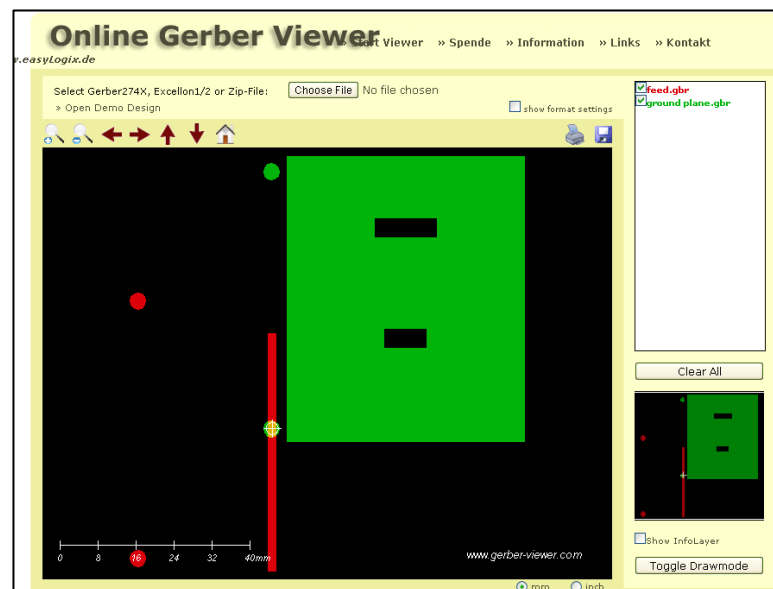 Online Gerber Viewer
» Start Viewer » Spende » Information » Links » Kontakt
v.easyLogix.de
Select Gerber274X, Excellon1/2 or Zip-File: Choose File No file chosen
» Open Demo Design
show format settings
feed.gbr
ground plane.gbr
Clear All
0 8 16 24 32 40mm
www.gerber-viewer.com
Show InfoLayer
Toggle Drawmode
mm inch